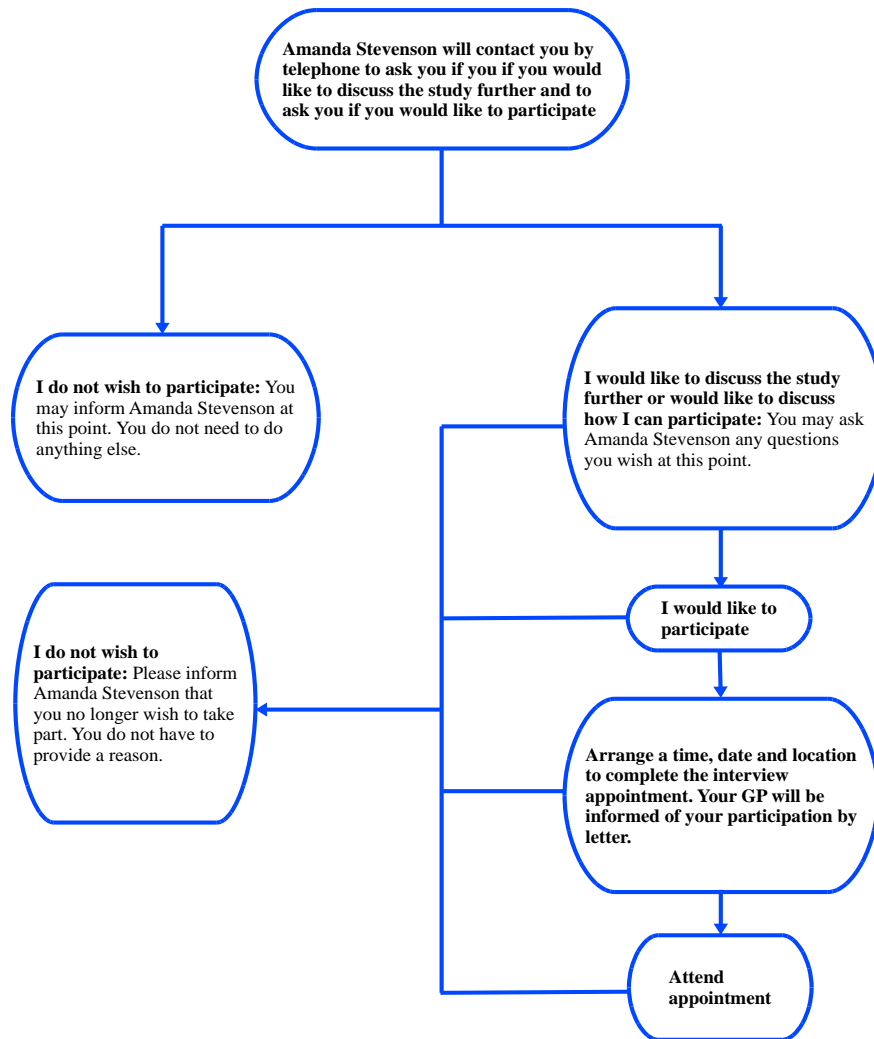 Amanda Stevenson will contact you by
telephone to ask you if you if you would
like to discuss the study further and to
ask you if you would like to participate
I do not wish to participate: You
may inform Amanda Stevenson at
this point. You do not need to do
anything else.
I would like to discuss the study
further or would like to discuss
how I can participate: You may ask
Amanda Stevenson any questions
you wish at this point.
I would like to
participate
I do not wish to
participate: Please inform
Amanda Stevenson that
you no longer wish to take
part. You do not have to
provide a reason.
Arrange a time, date and location
to complete the interview
appointment. Your GP will be
informed of your participation by
letter.
Attend
appointment